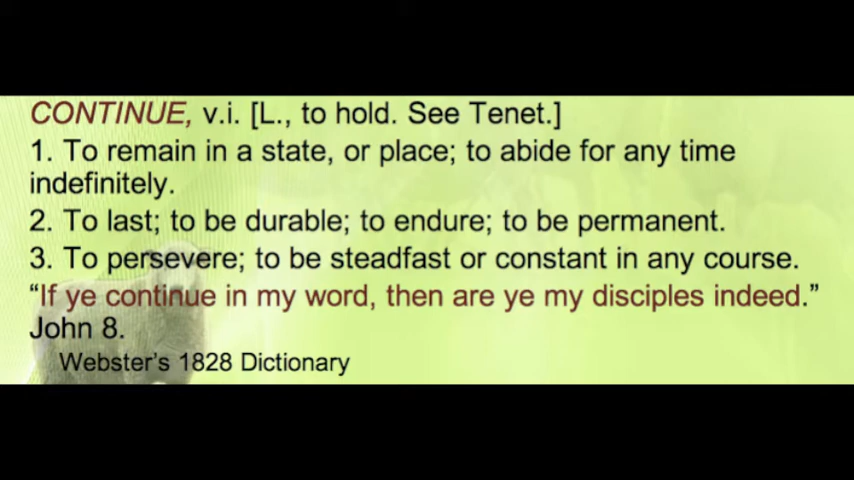 CONTINUE, v.i. [L., to hold. See Tenet.]
1. To remain in a state, or place; to abide for any time
indefinitely.
2. To last; to be durable; to endure; to be permanent.
3. To persevere; to be steadfast or constant in any course.
“If ye continue in my word, then are ye my disciples indeed.”
John 8.
Webster’s 1828 Dictionary